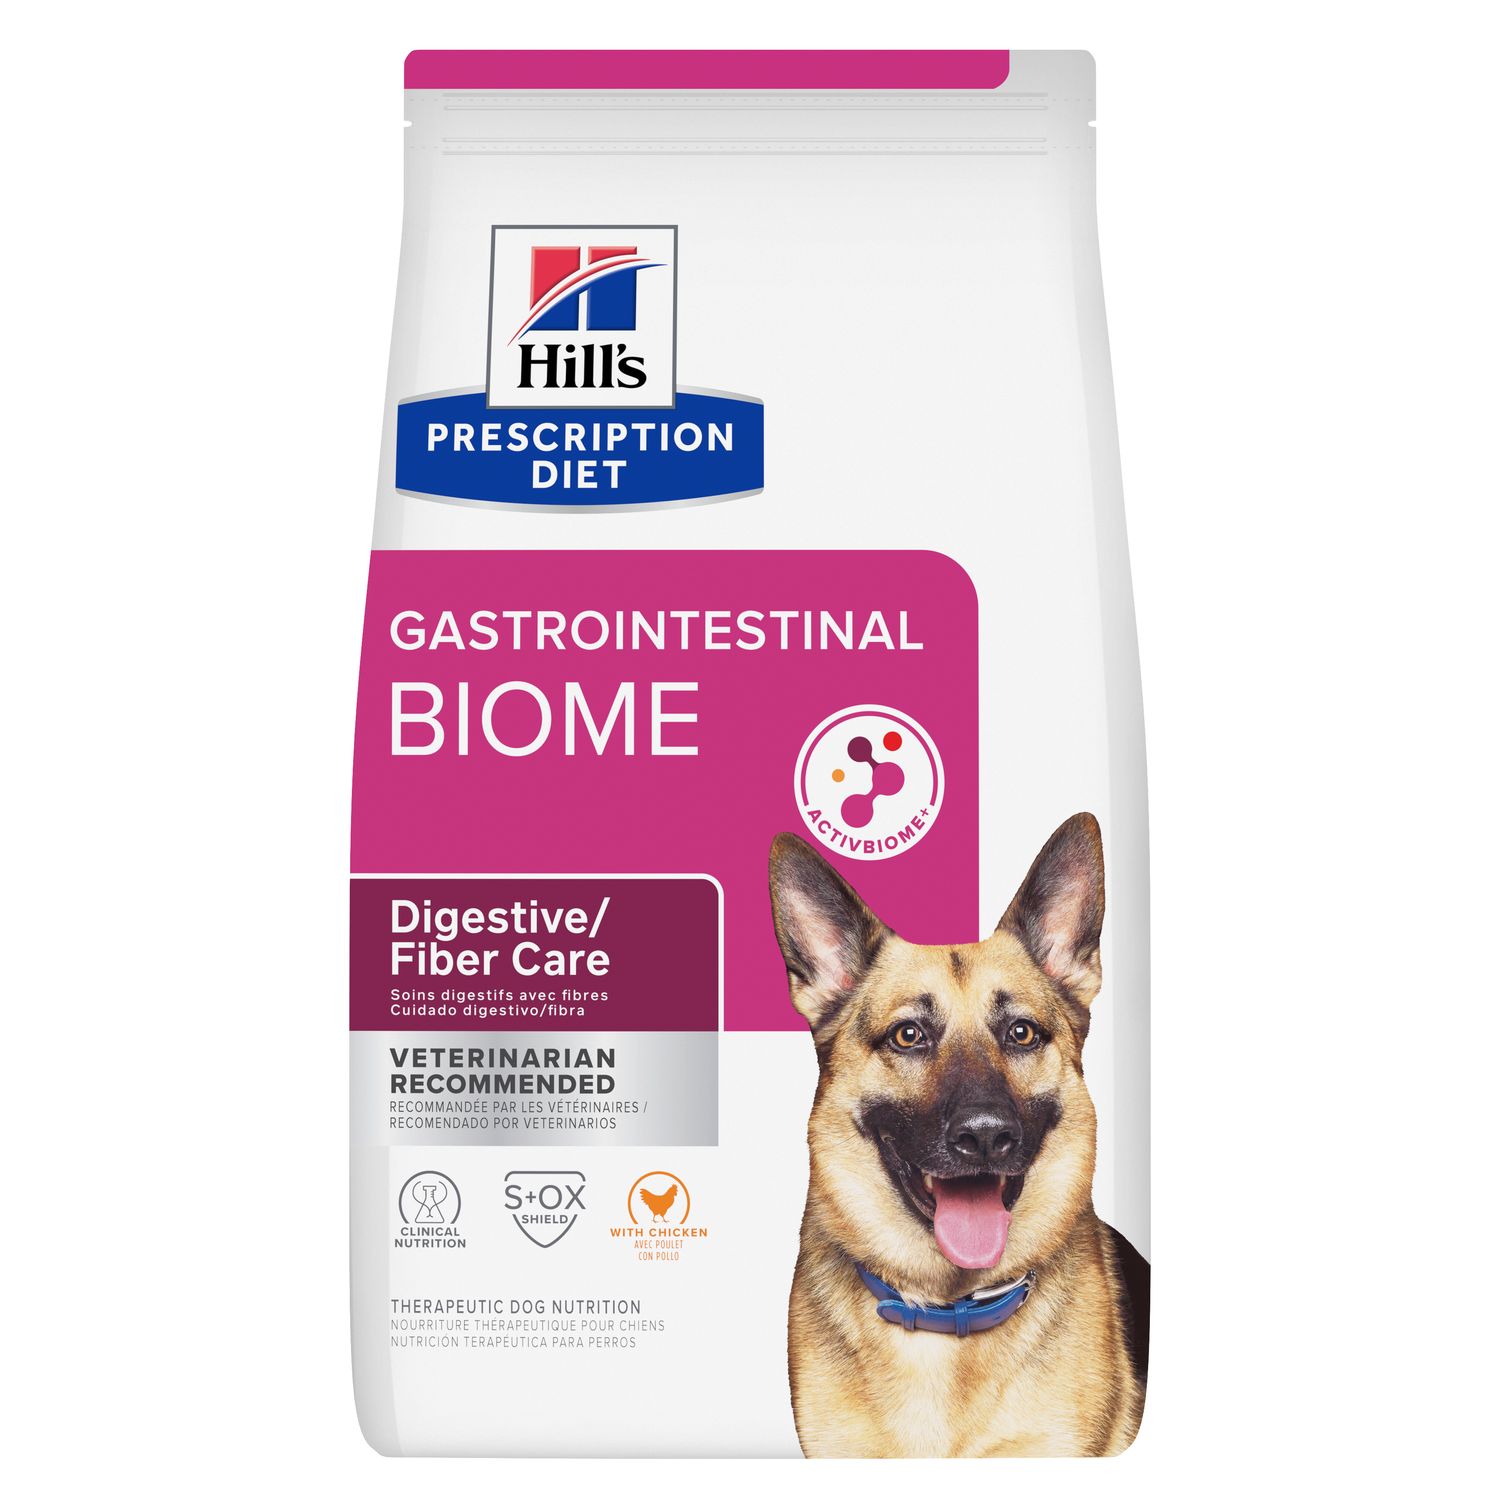 Hill's
PRESCRIPTION
DIET
GASTROINTESTINAL
BIOME
ACTIVBIOME+
Digestive/
Fiber Care
Soins digestifs avec fibres
Cuidado digestivo/fibra
VETERINARIAN
RECOMMENDED
RECOMMANDÉE PAR LES VÉTÉRINAIRES /
RECOMENDADO POR VETERINARIOS
CLINICAL
NUTRITION
S+OX
SHIELD
WITH CHICKEN
AVEC POULET
CON POLLO
THERAPEUTIC DOG NUTRITION
NOURRITURE THÉRAPEUTIQUE POUR CHIENS
NUTRICIÓN TERAPÉUTICA PARA PERROS